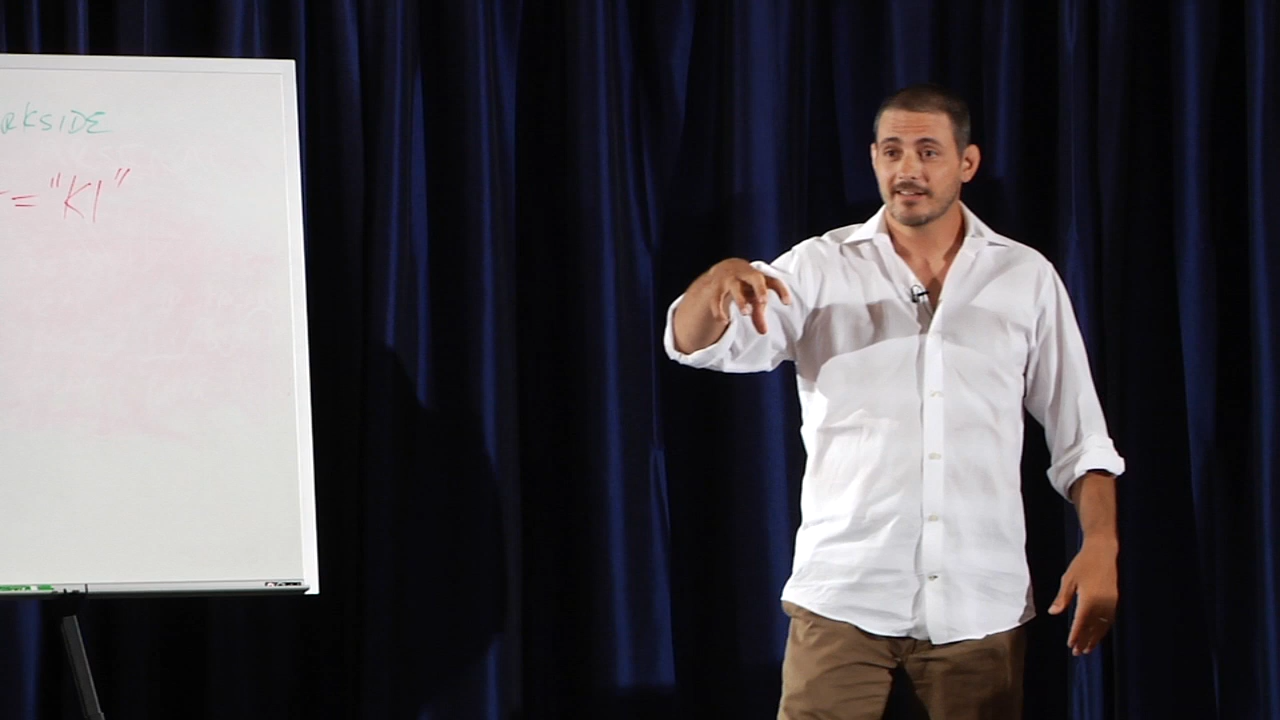 RKSIDE
= "KI"